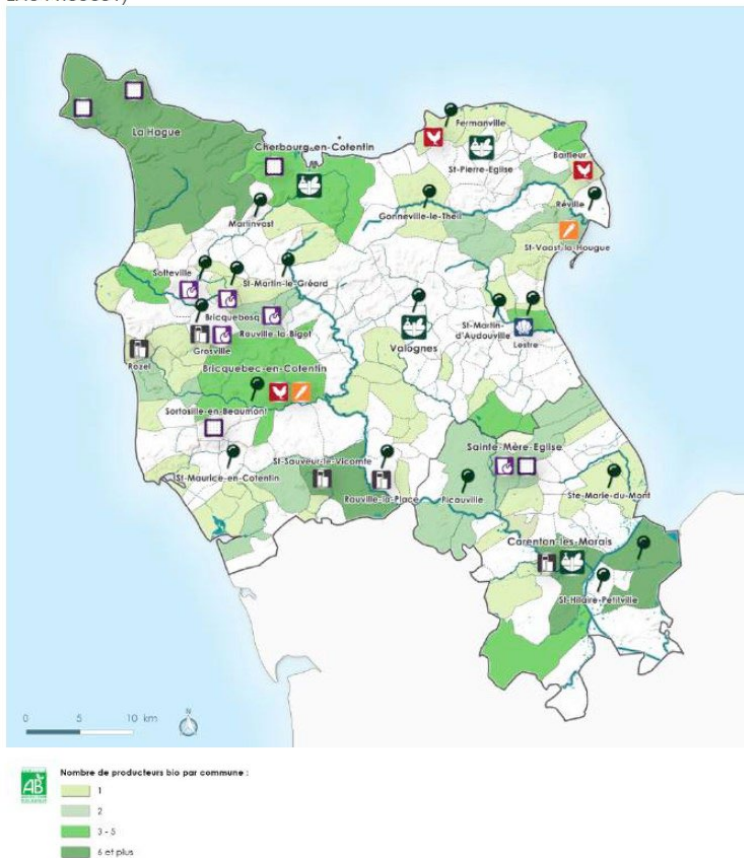 La Hague
Cherbourg-en-Cotentin
Fermanville
Barfleur
St-Pierre-Eglise
Réville
Gonneville-le-Theil
Martinvast
St-Vaast-la-Hougue
Sotteville
St-Martin-le-Gréard
Bricquebosq
Rauville-la-Bigot
Grosville
St-Martin-
d'Audouville
Lestre
Valognes
Rozel
Bricquebec-en-Cotentin
Sortosville-en-Beaumont
Sainte-Mère-Eglise
St-Sauveur-le-Vicomte
St-Maurice-en-Cotentin
Rauville-la-Place
Picauville
Ste-Marie-du-Mont
Carentan-les-Marais
St-Hilaire-Petitville
0 5 10 km
N
AB
Nombre de producteurs bio par commune :
1
2
3 - 5
6 et plus